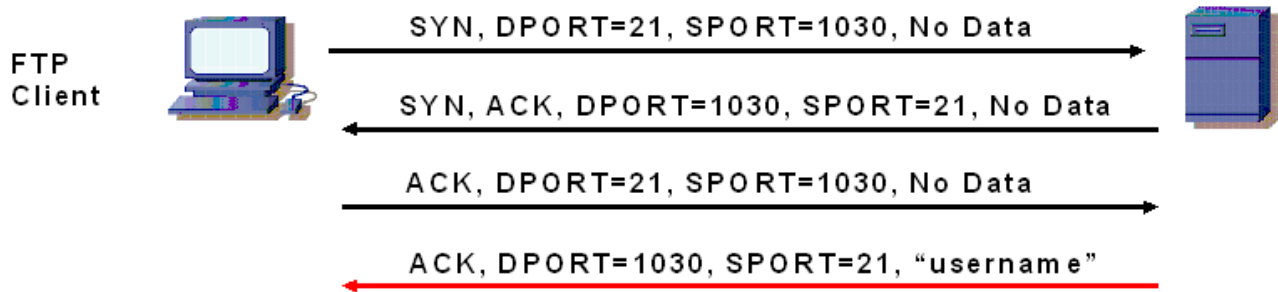 SYN, DPORT=21, SPORT=1030, No Data
FTP
Client
SYN, ACK, DPORT=1030, SPORT=21, No Data
ACK, DPORT=21, SPORT=1030, No Data
ACK, DPORT=1030, SPORT=21, “username”